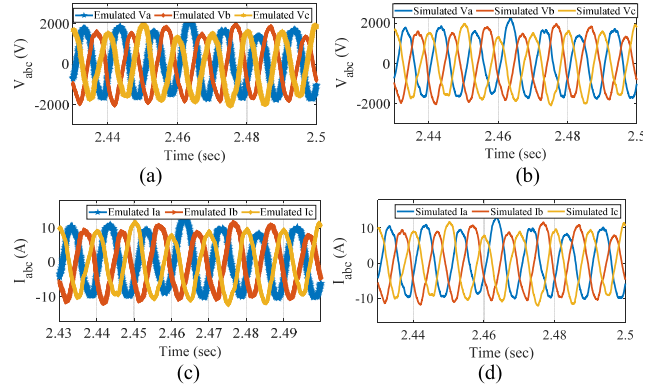 Emulated Va Emulated Vb Emulated Vc
2000
0
-2000
Vabc (V)
2.44 2.46 2.48 2.5
Time (sec)
(a)
Simulated Va Simulated Vb Simulated Vc
2000
0
-2000
Vabc (V)
2.44 2.46 2.48 2.5
Time (sec)
(b)
Emulated Ia Emulated Ib Emulated Ic
10
0
-10
Iabc (A)
2.43 2.44 2.45 2.46 2.47 2.48 2.49
Time (sec)
(c)
Simulated Ia Simulated Ib Simulated Ic
10
0
-10
Iabc (A)
2.44 2.46 2.48 2.5
Time (sec)
(d)